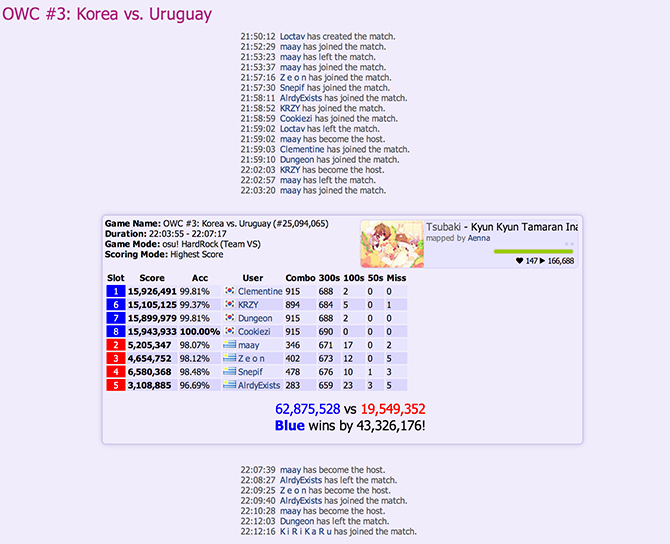 OWC #3: Korea vs. Uruguay
21:50:12 Loctav has created the match.
21:52:29 maay has joined the match.
21:53:23 maay has left the match.
21:53:37 maay has joined the match.
21:57:16 Z e o n has joined the match.
21:57:30 Snepif has joined the match.
21:58:11 AlrdyExists has joined the match.
21:58:52 KRZY has joined the match.
21:58:59 Cookiezi has joined the match.
21:59:02 Loctav has left the match.
21:59:02 maay has become the host.
21:59:03 Clementine has joined the match.
21:59:10 Dungeon has joined the match.
22:02:03 KRZY has become the host.
22:02:57 maay has left the match.
22:03:20 maay has joined the match.
Game Name: OWC #3: Korea vs. Uruguay (#25,094,065)
Duration: 22:03:55 - 22:07:17
Game Mode: osu! HardRock (Team VS)
Scoring Mode: Highest Score
Tsubaki - Kyun Kyun Tamaran Ina
mapped by Aenna
147 166,688
Slot Score Acc User Combo 300s 100s 50s Miss
1 15,926,491 99.81% Clementine 915 688 2 0 0
6 15,105,125 99.37% KRZY 894 684 5 0 1
7 15,899,979 99.81% Dungeon 915 688 2 0 0
8 15,943,933 100.00% Cookiezi 915 690 0 0 0
2 5,205,347 98.07% maay 346 671 17 0 2
3 4,654,752 98.12% Z e o n 402 673 12 0 5
4 6,580,368 98.48% Snepif 478 676 10 1 3
5 3,108,885 96.69% AlrdyExists 283 659 23 3 5
62,875,528 vs 19,549,352
Blue wins by 43,326,176!
22:07:39 maay has become the host.
22:08:27 AlrdyExists has left the match.
22:09:25 Z e o n has become the host.
22:09:40 AlrdyExists has joined the match.
22:10:28 maay has become the host.
22:12:03 Dungeon has left the match.
22:12:16 K i R i K a R u has joined the match.